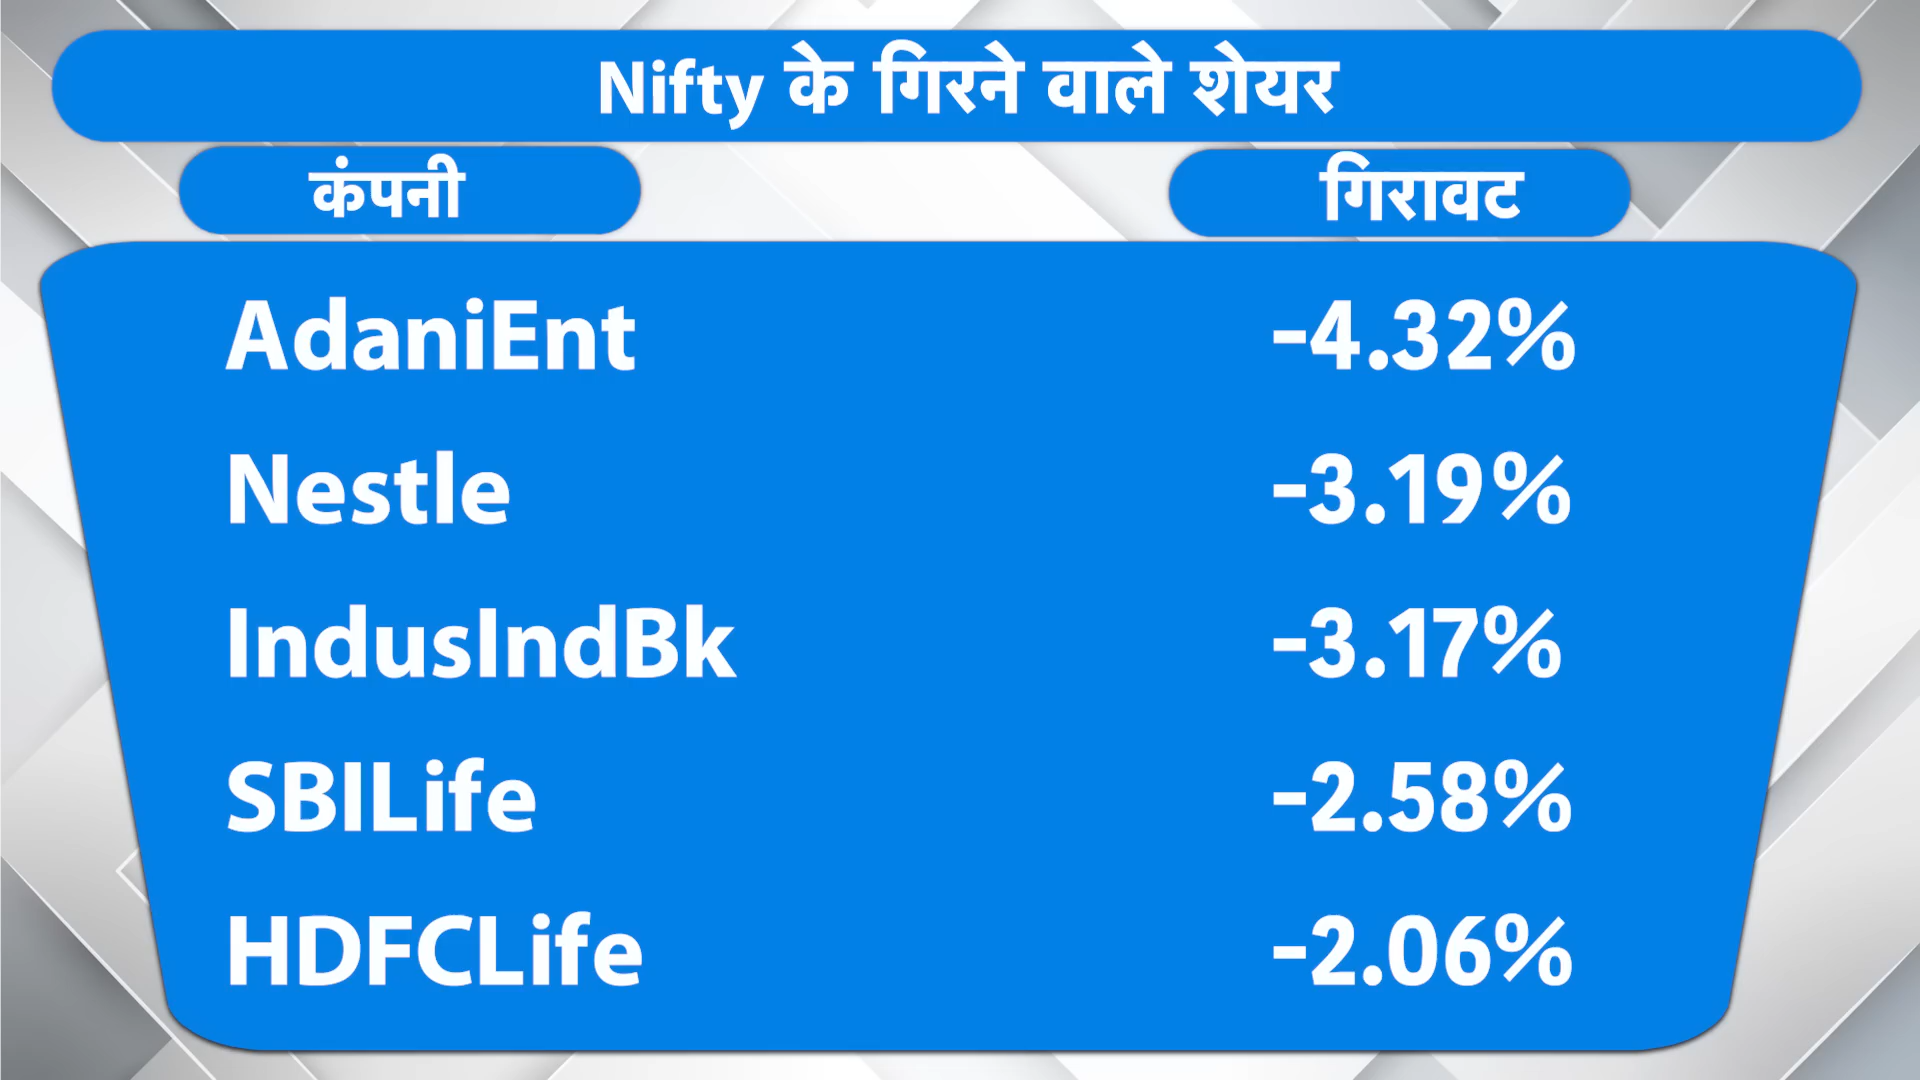 Nifty के गिरने वाले शेयर
कंपनी गिरावट
AdaniEnt -4.32%
Nestle -3.19%
IndusIndBk -3.17%
SBILife -2.58%
HDFCLife -2.06%